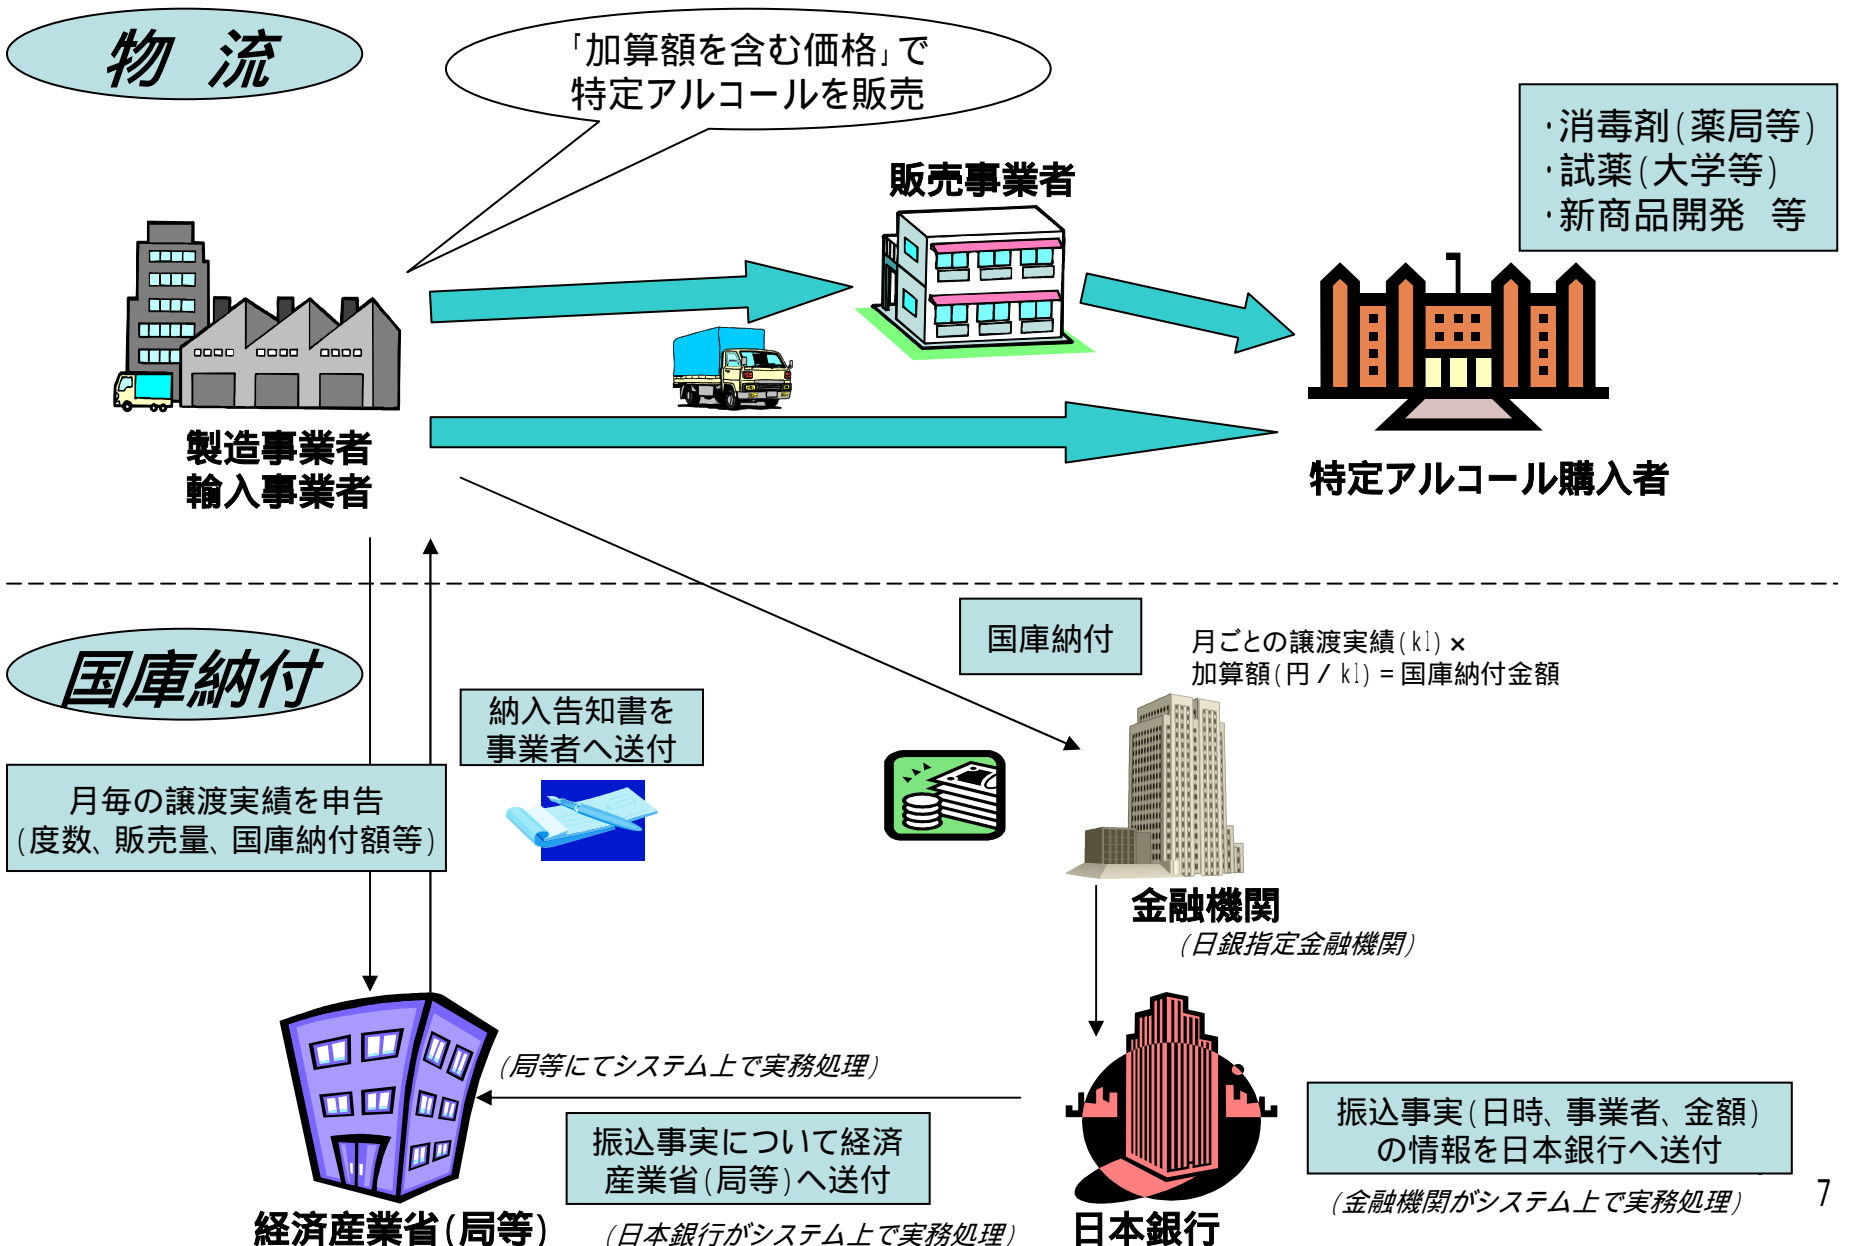 物 流
「加算額を含む価格」で
特定アルコールを販売
・消毒剤(薬局等)
・試薬(大学等)
・新商品開発 等
販売事業者
製造事業者
輸入事業者
特定アルコール購入者
国庫納付
国庫納付
月ごとの譲渡実績(kl)×
加算額(円/kl)=国庫納付金額
納入告知書を
事業者へ送付
月毎の譲渡実績を申告
(度数、販売量、国庫納付額等)
金融機関
(日銀指定金融機関)
(局等にてシステム上で実務処理)
振込事実について経済
産業省(局等)へ送付
(日本銀行がシステム上で実務処理)
振込事実(日時、事業者、金額)
の情報を日本銀行へ送付
(金融機関がシステム上で実務処理)
経済産業省(局等)
日本銀行
7